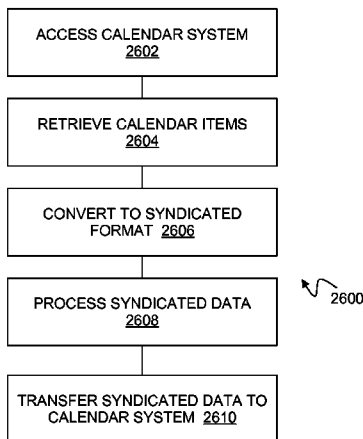 ACCESS CALENDAR SYSTEM
2602
RETRIEVE CALENDAR ITEMS
2604
CONVERT TO SYNDICATED
FORMAT 2606
PROCESS SYNDICATED DATA
2608
2600
TRANSFER SYNDICATED DATA TO
CALENDAR SYSTEM 2610